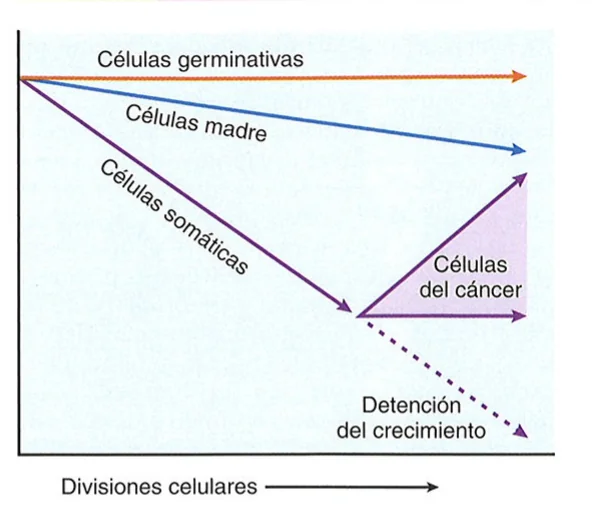 Células germinativas
Células madre
Células somáticas
Células
del cáncer
Detención
del crecimiento
Divisiones celulares